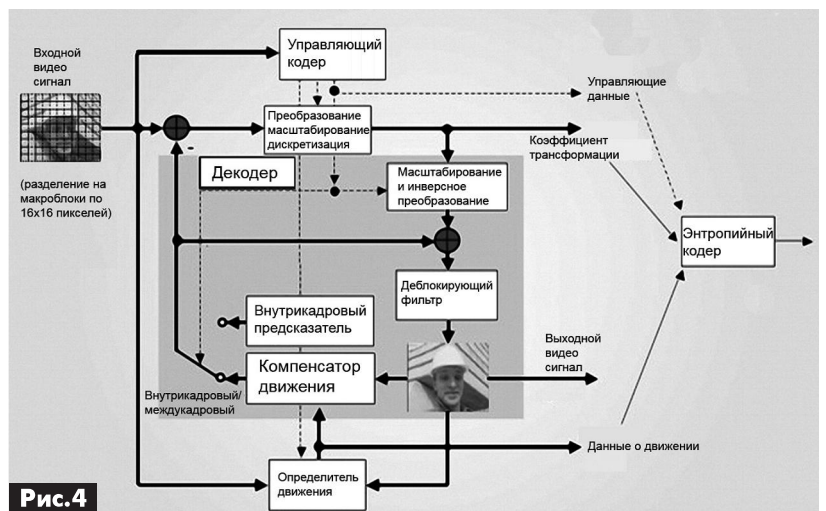 Входной
видео
сигнал
(разделение на
макроблоки по
16х16 пикселей)
Управляющий
кодер
Преобразование
масштабирование
дискретизация
Управляющие
данные
Коэффициент
трансформации
-
Декодер
Масштабирование
и инверсное
преобразование
Энтропийный
кодер
Деблокирующий
фильтр
Внутрикадровый
предсказатель
Выходной
видео
сигнал
Компенсатор
движения
Внутрикадровый/
междукадровый
Данные о движении
Определитель
движения
Рис.4